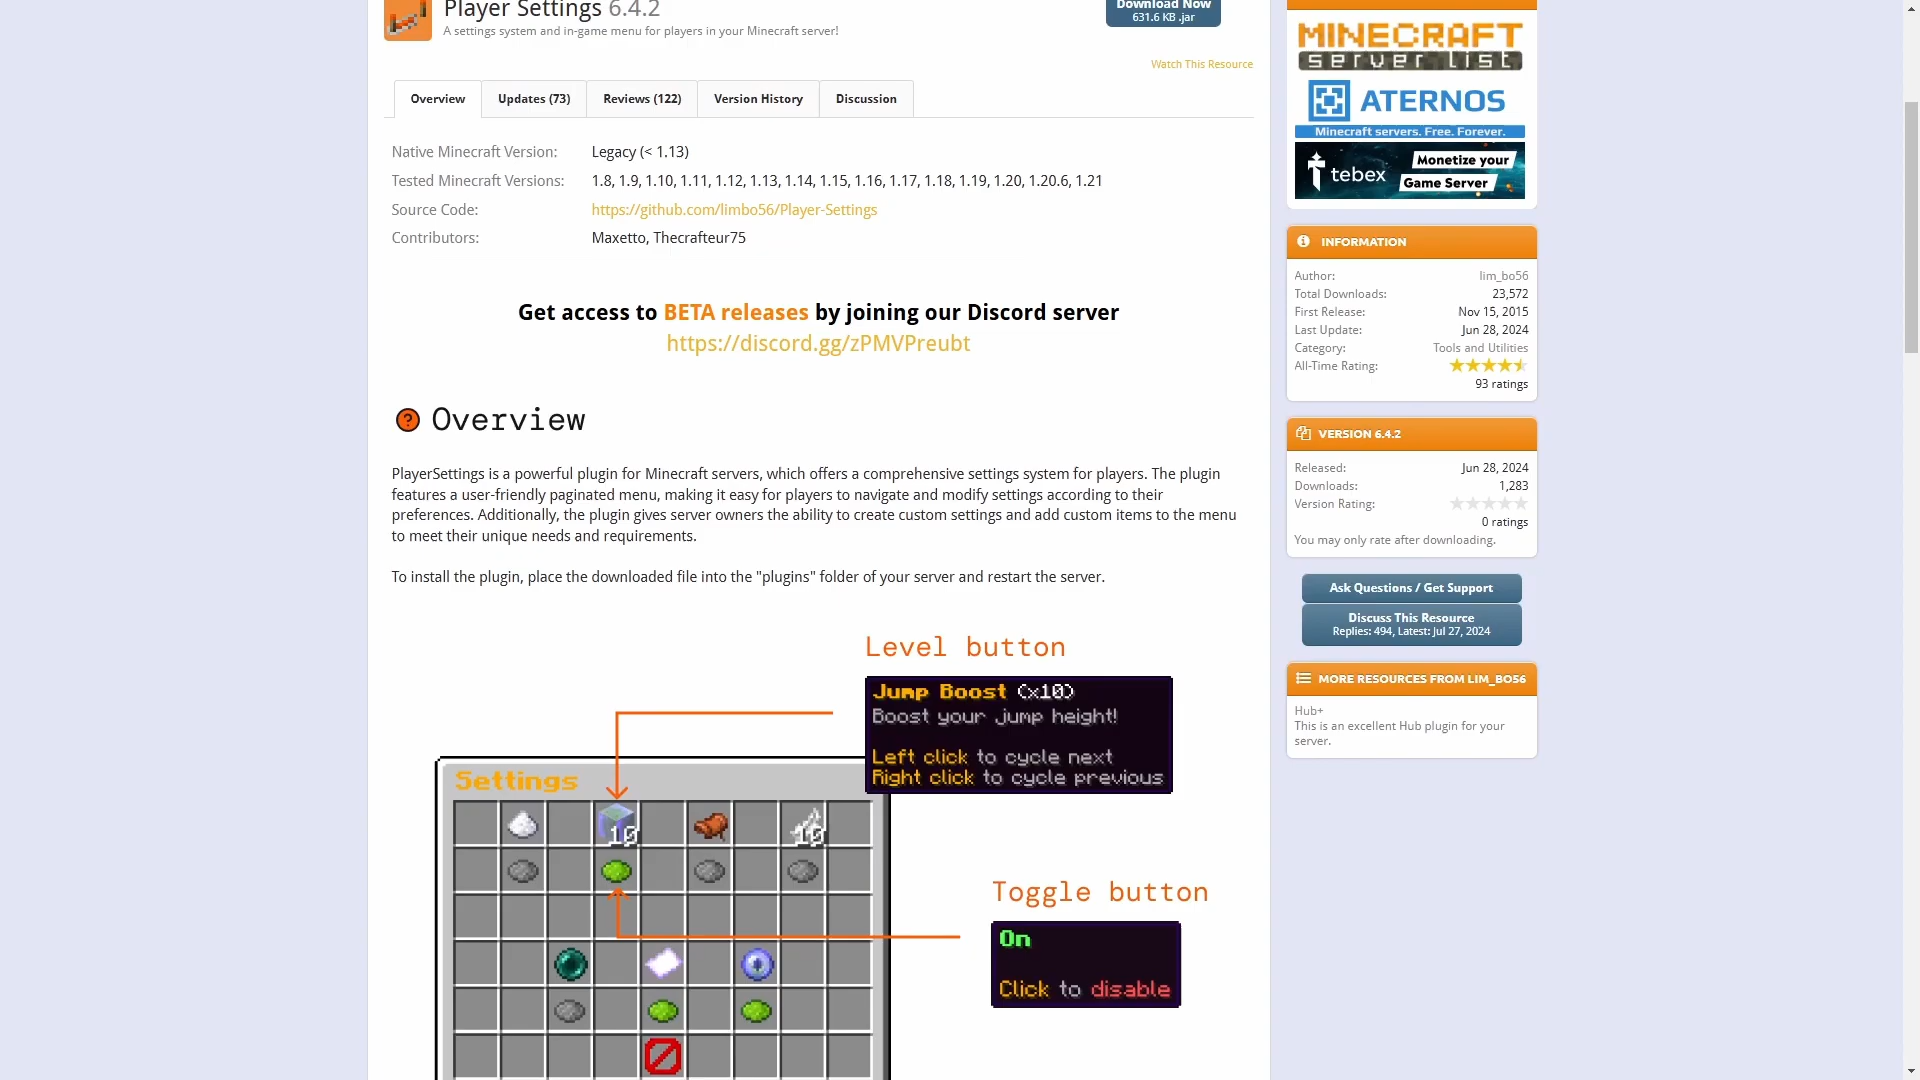 Player Settings 6.4.2
A settings system and in-game menu for players in your Minecraft server!
Download Now
631.6 KB .jar
Watch This Resource
Overview
Updates (73)
Reviews (122)
Version History
Discussion
Native Minecraft Version: Legacy (< 1.13)
Tested Minecraft Versions: 1.8, 1.9, 1.10, 1.11, 1.12, 1.13, 1.14, 1.15, 1.16, 1.17, 1.18, 1.19, 1.20, 1.20.6, 1.21
Source Code: https://github.com/limbo56/Player-Settings
Contributors: Maxetto, Thecrafteur75
Get access to BETA releases by joining our Discord server
https://discord.gg/zPMVPreubt
? Overview
PlayerSettings is a powerful plugin for Minecraft servers, which offers a comprehensive settings system for players. The plugin
features a user-friendly paginated menu, making it easy for players to navigate and modify settings according to their
preferences. Additionally, the plugin gives server owners the ability to create custom settings and add custom items to the menu
to meet their unique needs and requirements.
To install the plugin, place the downloaded file into the "plugins" folder of your server and restart the server.
Level button
Jump Boost (x10)
Boost your jump height!
Left click to cycle next
Right click to cycle previous
Settings
10
10
Toggle button
On
Click to disable
MINECRAFT
server list
ATERNOS
Minecraft servers. Free. Forever.
tebex
Monetize your
Game Server
INFORMATION
Author: lim_bo56
Total Downloads: 23,572
First Release: Nov 15, 2015
Last Update: Jun 28, 2024
Category: Tools and Utilities
All-Time Rating:
93 ratings
VERSION 6.4.2
Released: Jun 28, 2024
Downloads: 1,283
Version Rating:
0 ratings
You may only rate after downloading.
Ask Questions / Get Support
Discuss This Resource
Replies: 494, Latest: Jul 27, 2024
MORE RESOURCES FROM LIM_BO56
Hub+
This is an excellent Hub plugin for your
server.